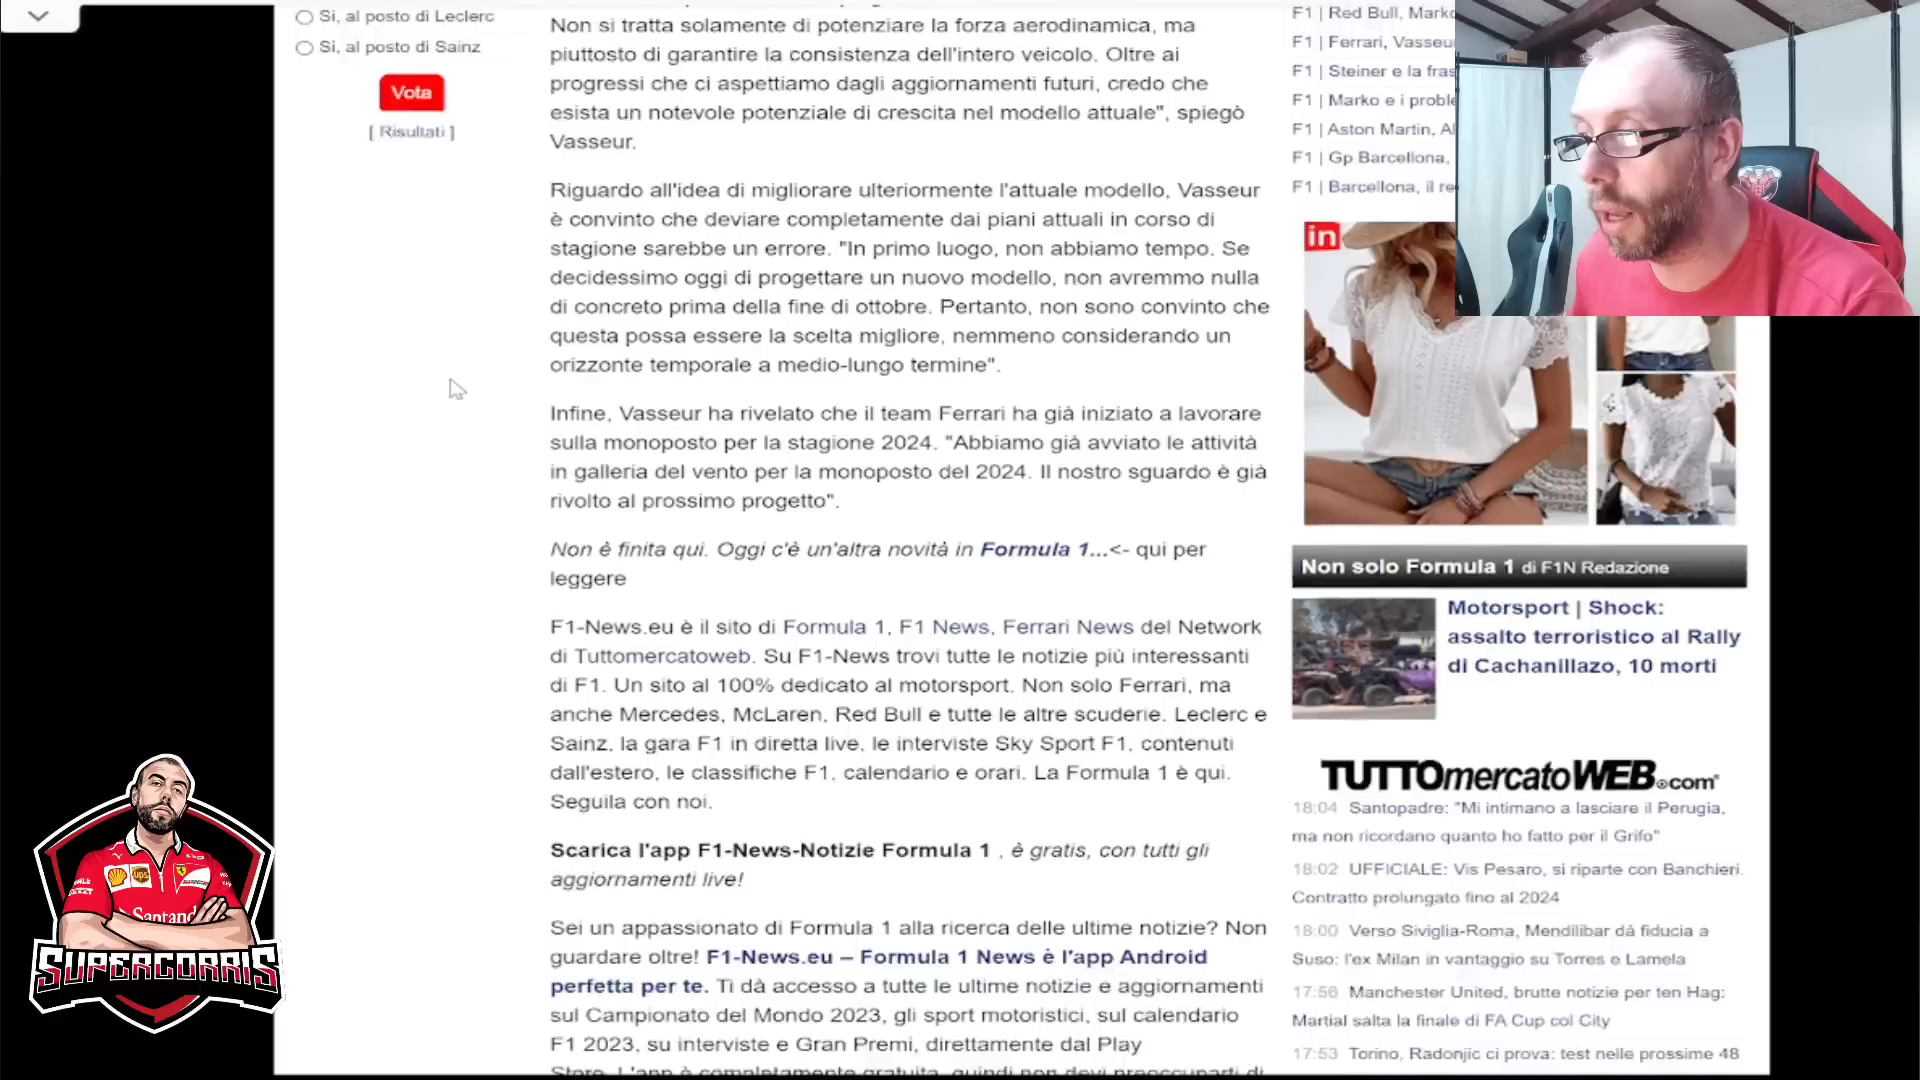 Si, al posto di Leclerc
Si, al posto di Sainz
Vota
[ Risultati ]
Non si tratta solamente di potenziare la forza aerodinamica, ma
piuttosto di garantire la consistenza dell'intero veicolo. Oltre ai
progressi che ci aspettiamo dagli aggiornamenti futuri, credo che
esista un notevole potenziale di crescita nel modello attuale", spiegò
Vasseur.
Riguardo all'idea di migliorare ulteriormente l'attuale modello, Vasseur
è convinto che deviare completamente dai piani attuali in corso di
stagione sarebbe un errore. "In primo luogo, non abbiamo tempo. Se
decidessimo oggi di progettare un nuovo modello, non avremmo nulla
di concreto prima della fine di ottobre. Pertanto, non sono convinto che
questa possa essere la scelta migliore, nemmeno considerando un
orizzonte temporale a medio-lungo termine".
Infine, Vasseur ha rivelato che il team Ferrari ha già iniziato a lavorare
sulla monoposto per la stagione 2024. "Abbiamo già avviato le attività
in galleria del vento per la monoposto del 2024. Il nostro sguardo è già
rivolto al prossimo progetto".
Non è finita qui. Oggi c'è un'altra novità in Formula 1...<- qui per
leggere
F1-News.eu è il sito di Formula 1, F1 News, Ferrari News del Network
di Tuttomercatoweb. Su F1-News trovi tutte le notizie più interessanti
di F1. Un sito al 100% dedicato al motorsport. Non solo Ferrari, ma
anche Mercedes, McLaren, Red Bull e tutte le altre scuderie. Leclerc e
Sainz, la gara F1 in diretta live, le interviste Sky Sport F1, contenuti
dall'estero, le classifiche F1, calendario e orari. La Formula 1 è qui.
Seguila con noi.
Scarica l'app F1-News-Notizie Formula 1 , è gratis, con tutti gli
aggiornamenti live!
Sei un appassionato di Formula 1 alla ricerca delle ultime notizie? Non
guardare oltre! F1-News.eu – Formula 1 News è l'app Android
perfetta per te. Ti dà accesso a tutte le ultime notizie e aggiornamenti
sul Campionato del Mondo 2023, gli sport motoristici, sul calendario
F1 2023, su interviste e Gran Premi, direttamente dal Play
Store. L'app è completamente gratuita, quindi non devi preoccuparti di
F1 | Red Bull, Marko
F1 | Ferrari, Vasseu
F1 | Steiner e la fras
F1 | Marko e i proble
F1 | Aston Martin, Al
F1 | Gp Barcellona,
F1 | Barcellona, il re
in
Non solo Formula 1 di F1N Redazione
Motorsport | Shock:
assalto terroristico al Rally
di Cachanillazo, 10 morti
TUTTOmercatoWEB.com
18:04 Santopadre: "Mi intimano a lasciare il Perugia,
ma non ricordano quanto ho fatto per il Grifo"
18:02 UFFICIALE: Vis Pesaro, si riparte con Banchieri.
Contratto prolungato fino al 2024
18:00 Verso Siviglia-Roma, Mendilibar dà fiducia a
Suso: l'ex Milan in vantaggio su Torres e Lamela
17:56 Manchester United, brutte notizie per ten Hag:
Martial salta la finale di FA Cup col City
17:53 Torino, Radonjic ci prova: test nelle prossime 48
ups
Santand
SUPERCORRIS